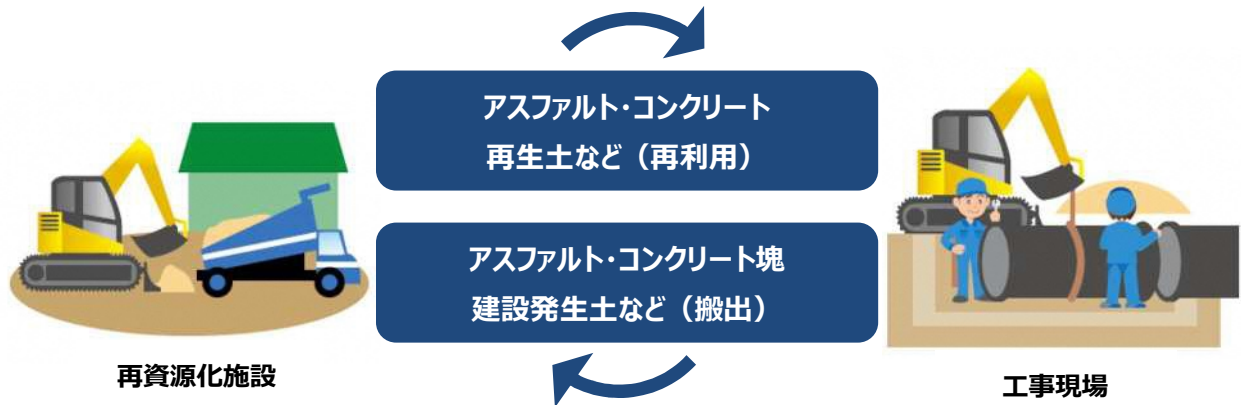 アスファルト・コンクリート
再生土など（再利用）
アスファルト・コンクリート塊
建設発生土など（搬出）
再資源化施設
工事現場